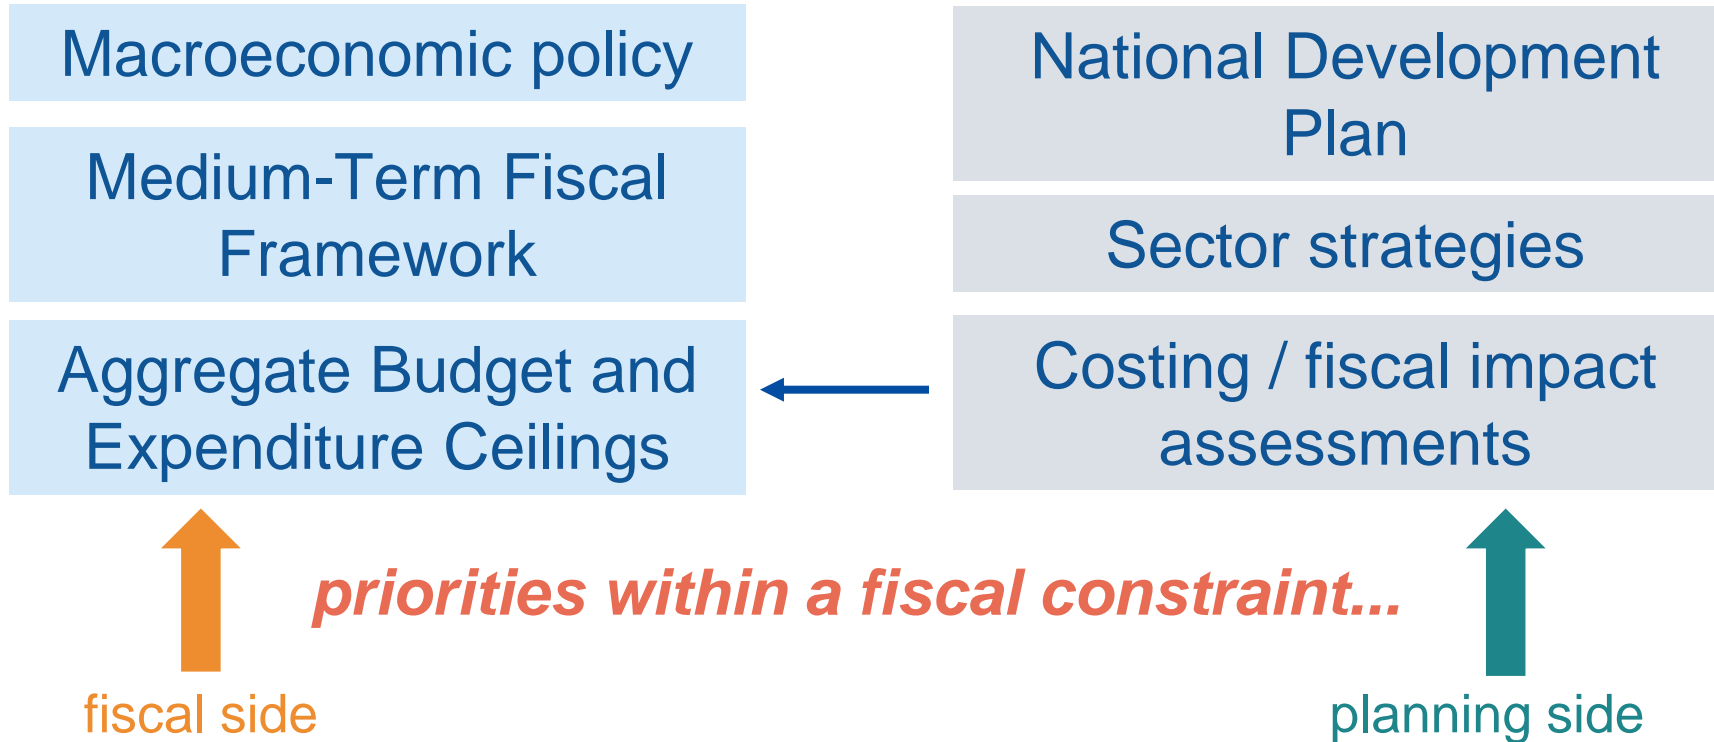 Macroeconomic policy
Medium-Term Fiscal
Framework
Aggregate Budget and
Expenditure Ceilings
National Development
Plan
Sector strategies
Costing / fiscal impact
assessments
priorities within a fiscal constraint...
fiscal side
planning side